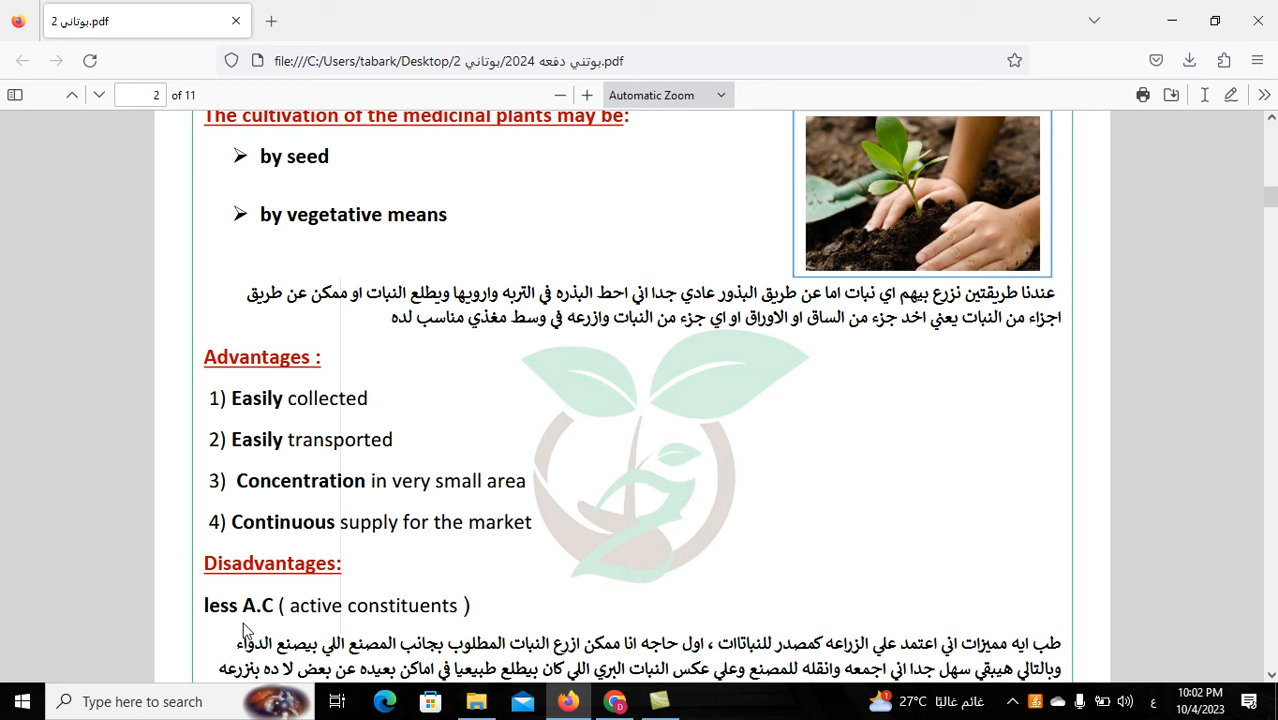 بوتاني 2.pdf
file:///C:/Users/tabark/Desktop/بوتني دفعه 2024/بوتاني 2.pdf
2 of 11
Automatic Zoom
The cultivation of the medicinal plants may be:
by seed
by vegetative means
عندنا طريقتين نزرع بيهم اي نبات اما عن طريق البذور عادي جدا اني احط البذره في التربه وارويها ويطلع النبات او ممكن عن طريق
اجزاء من النبات يعني اخد جزء من الساق او الاوراق او اي جزء من النبات وازرعه في وسط مغذي مناسب لده
Advantages :
1) Easily collected
2) Easily transported
3) Concentration in very small area
4) Continuous supply for the market
Disadvantages:
less A.C ( active constituents )
طب ايه مميزات اني اعتمد علي الزراعه كمصدر للنباتاات ، اول حاجه انا ممكن ازرع النبات المطلوب بجانب المصنع اللي بيصنع الدواء
وبالتالي هيبقي سهل جدا اني اجمعه وانقله للمصنع وعلي عكس النبات البري اللي كان بيطلع طبيعيا في اماكن بعيده عن بعض لا ده بنزرعه
Type here to search
27°C غائم غالبًا
ع
10:02 PM
10/4/2023